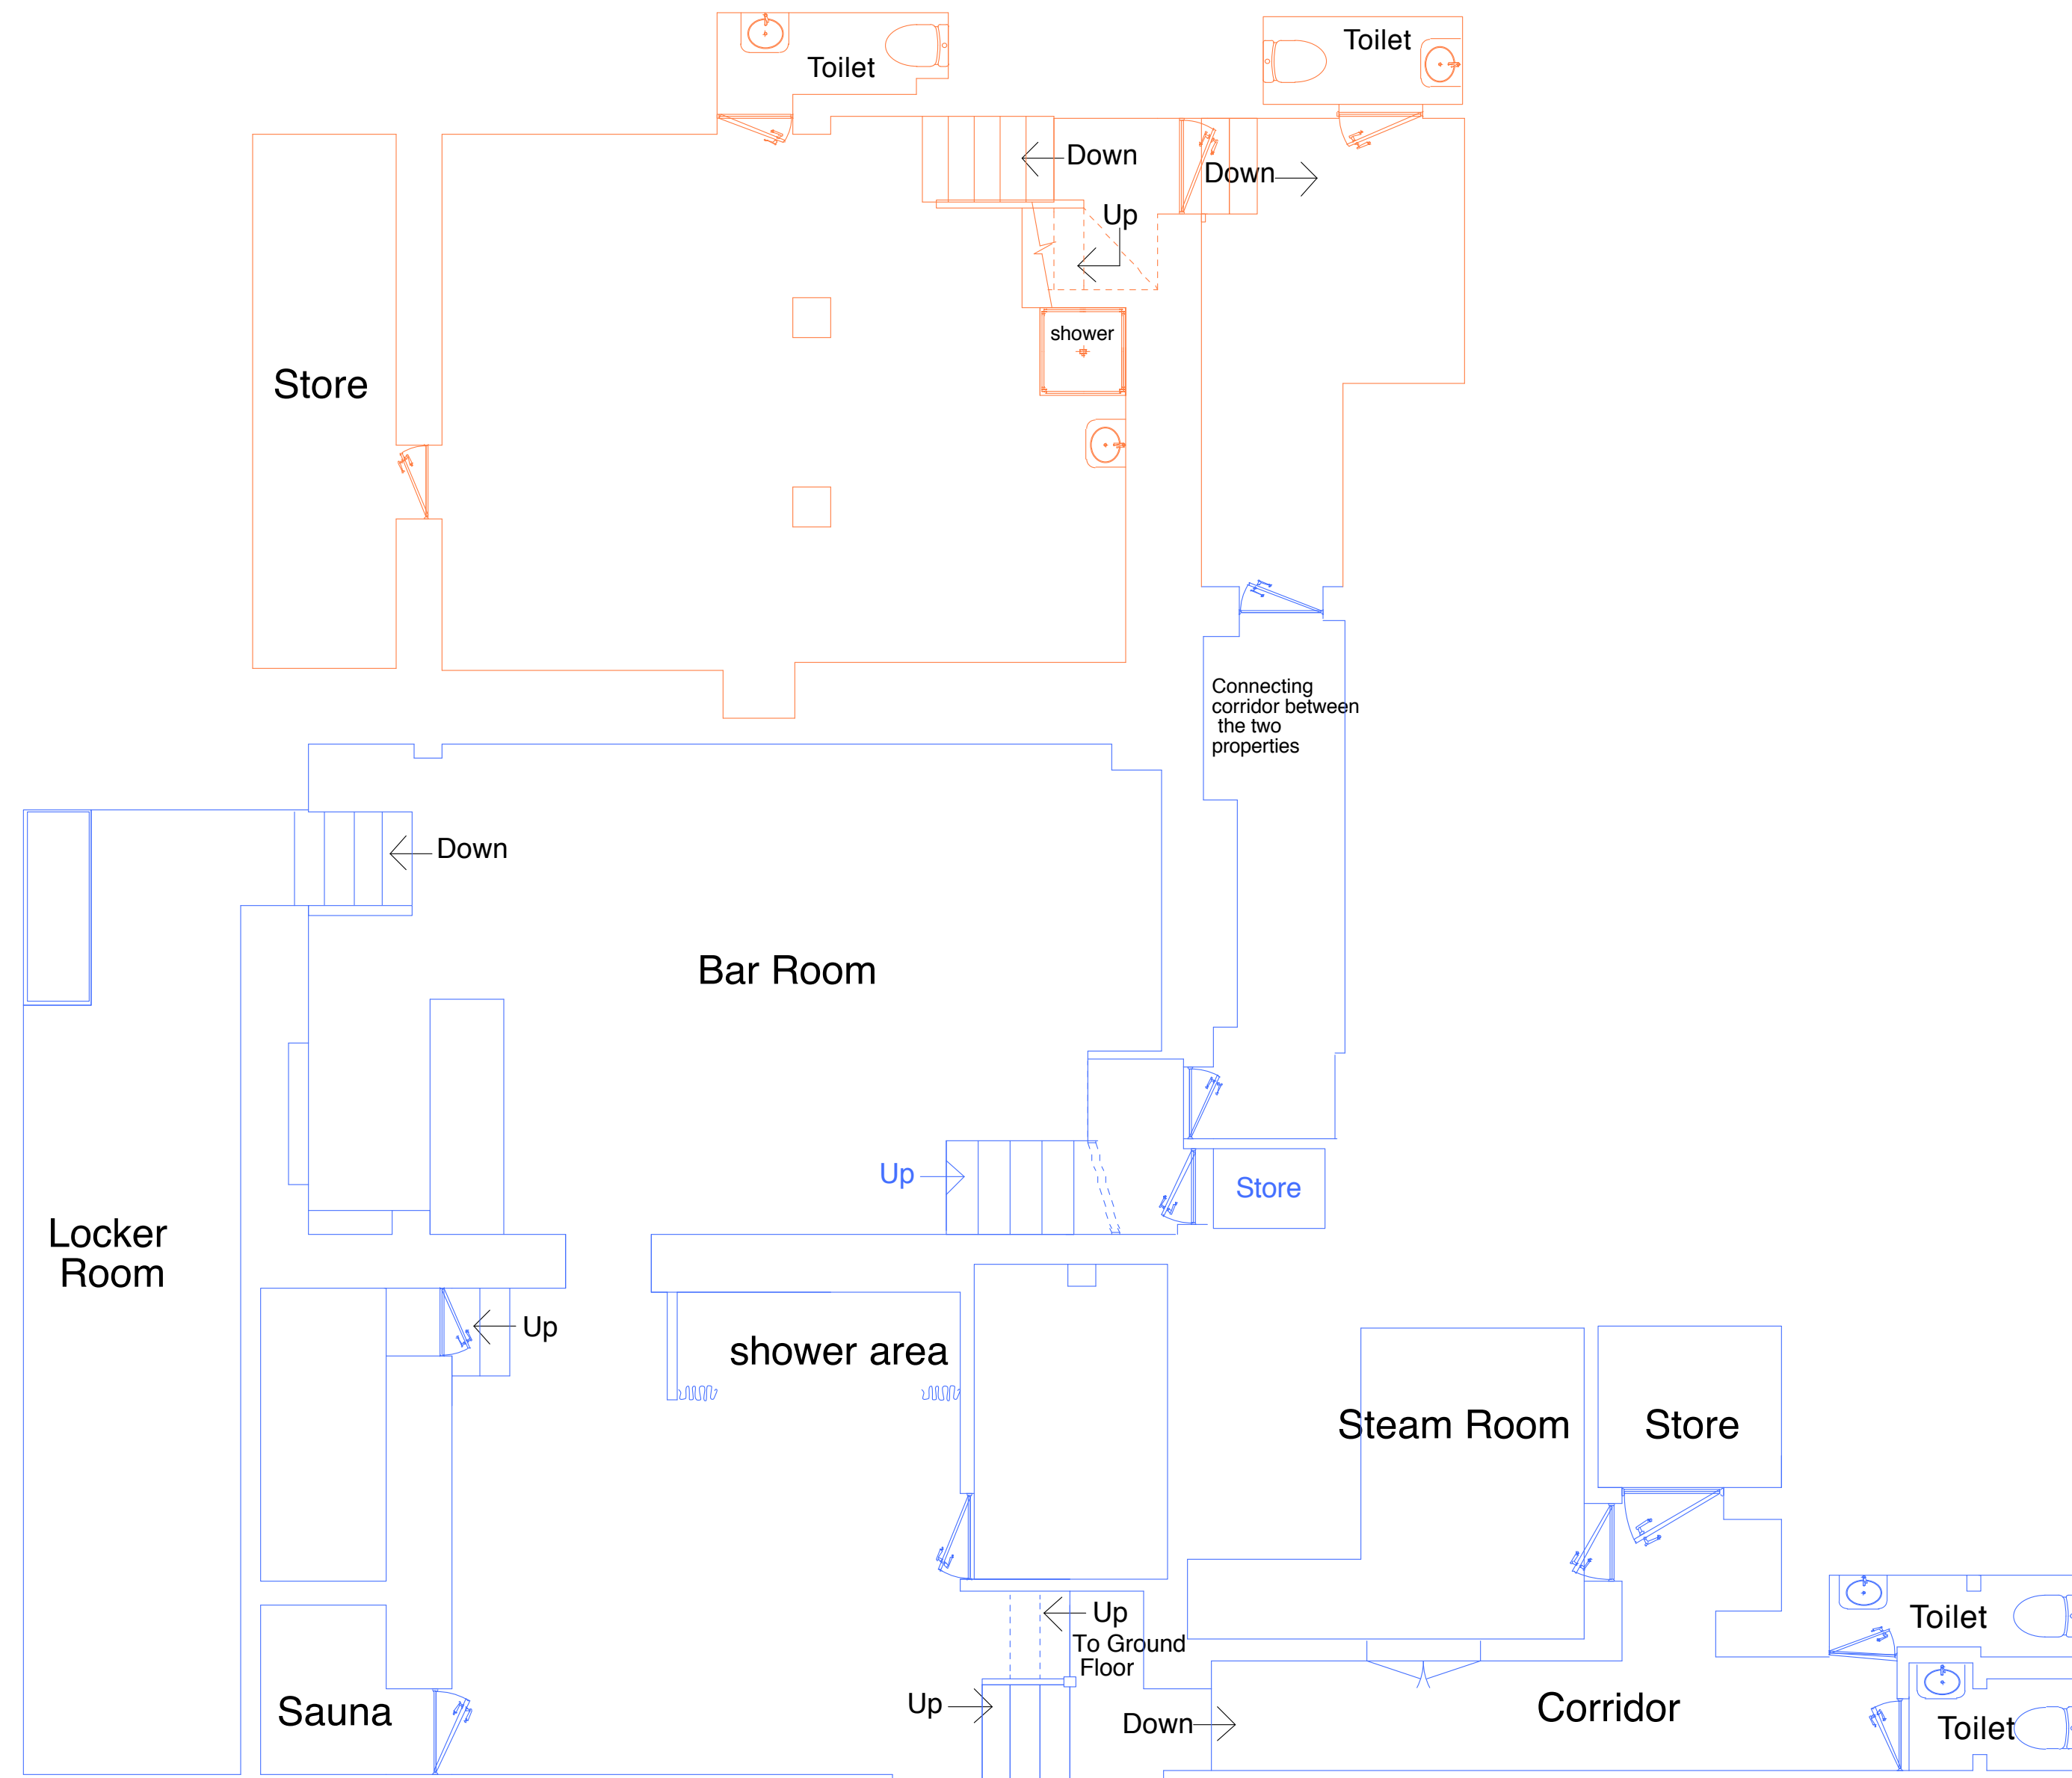 Toilet
Toilet
Down
Down
Up
shower
Store
Connecting
corridor between
the two
properties
Down
Bar Room
Up
Store
Locker
Room
Up
shower area
Steam Room
Store
Up
To Ground
Floor
Toilet
Up
Sauna
Down
Corridor
Toilet